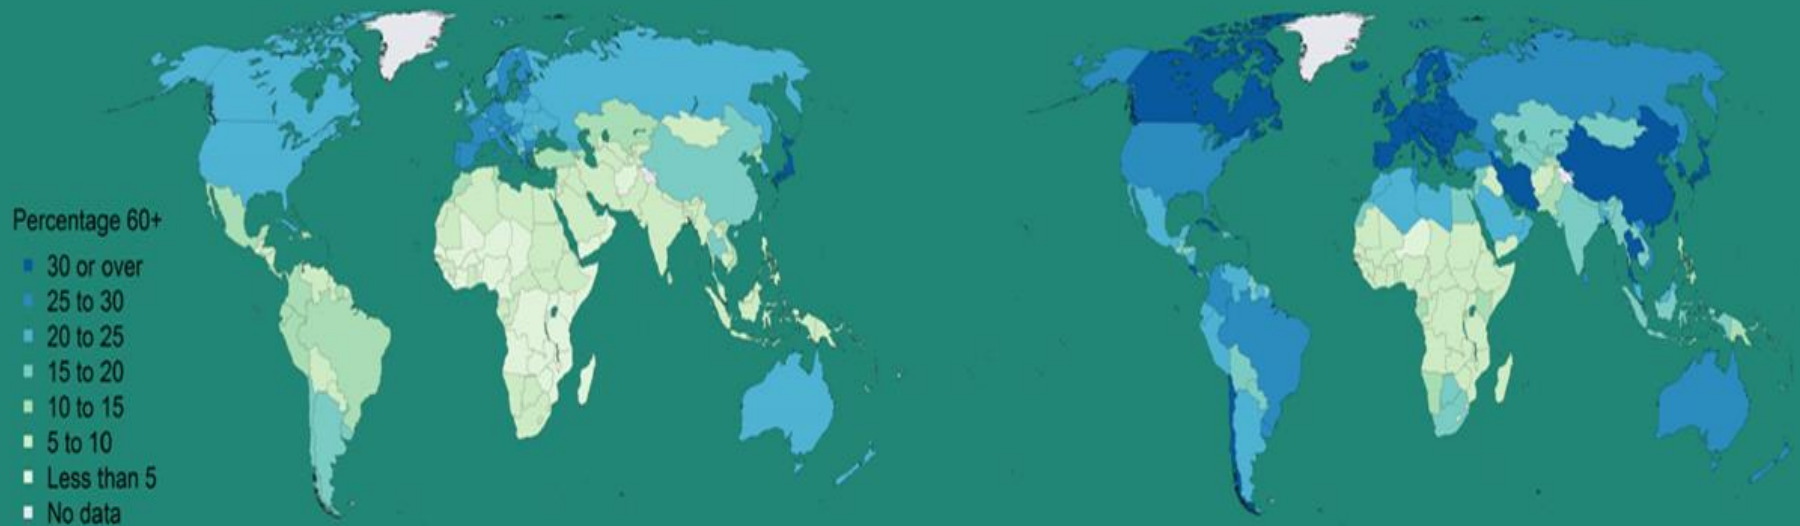 Percentage 60+
30 or over
25 to 30
20 to 25
15 to 20
10 to 15
5 to 10
Less than 5
No data